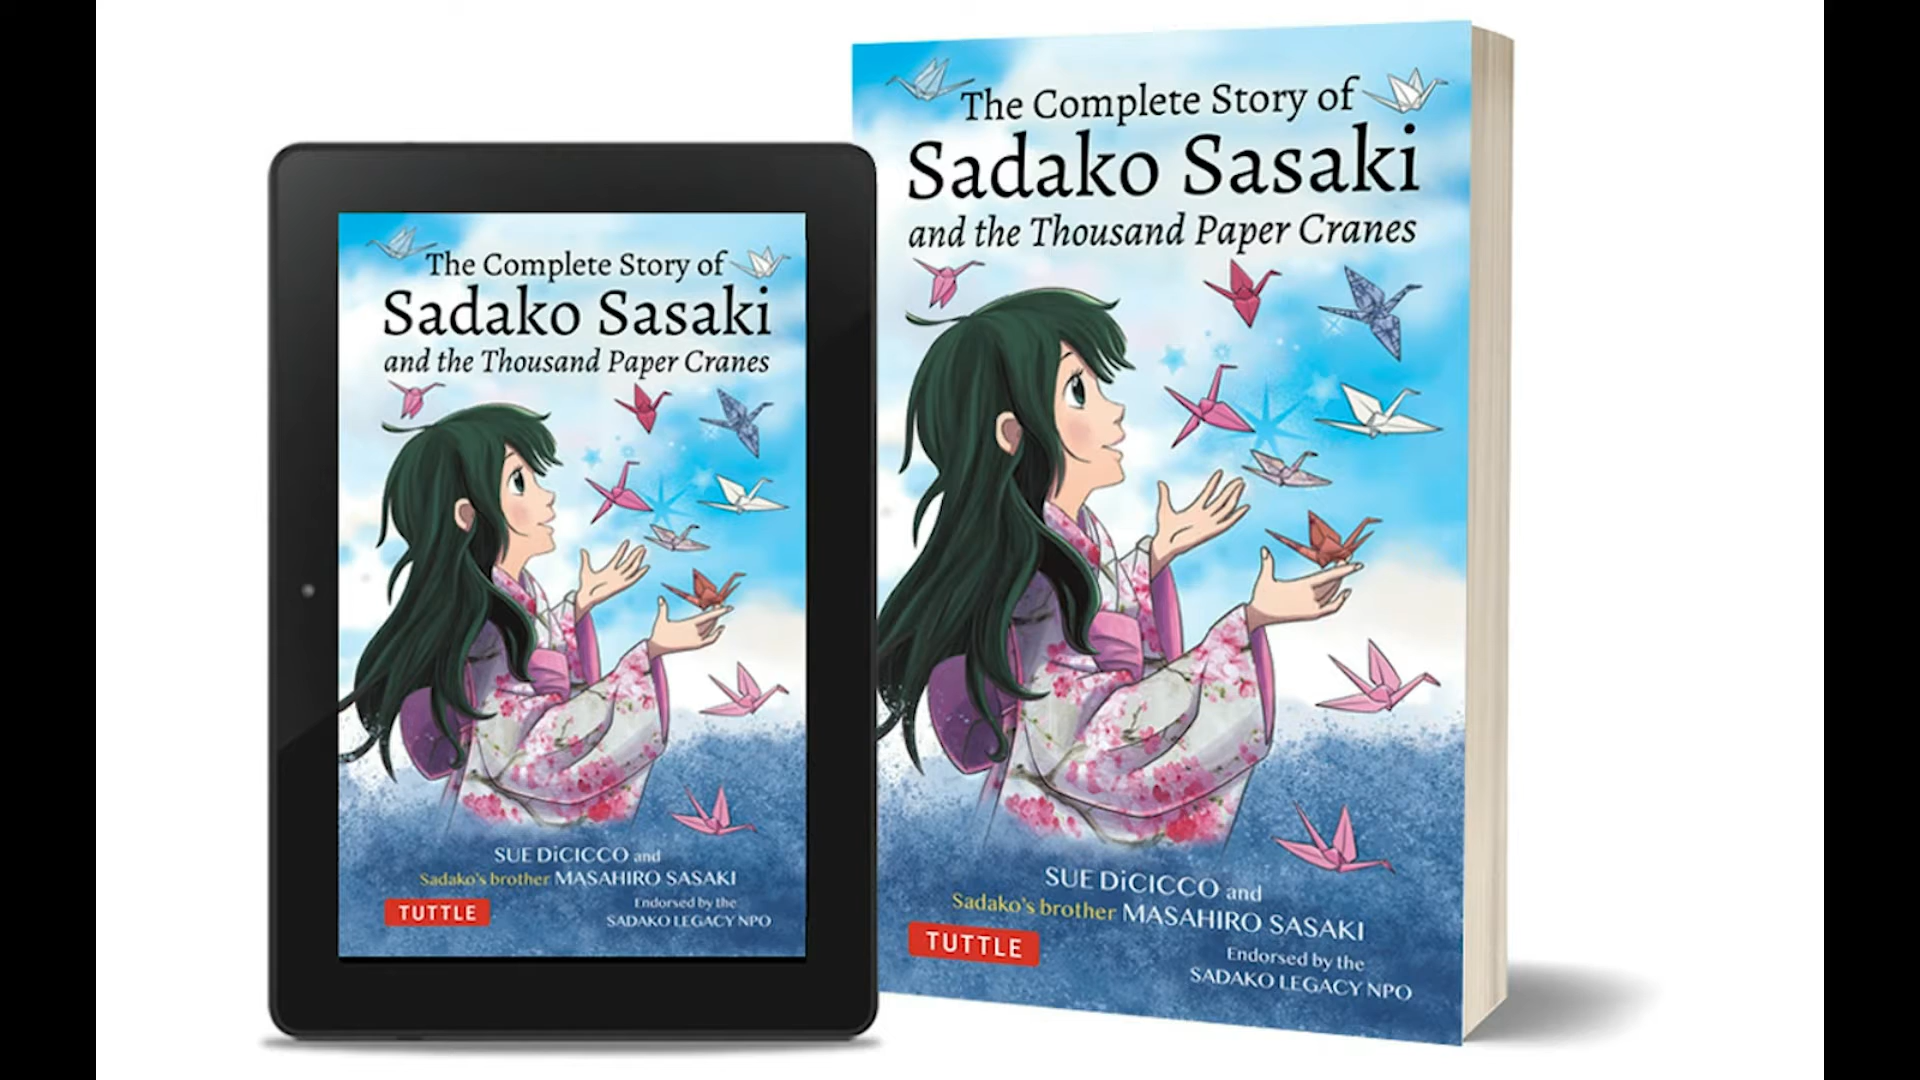 The Complete Story of
Sadako Sasaki
and the Thousand Paper Cranes
SUE DiCICCO and
Sadako's brother MASAHIRO SASAKI
TUTTLE
Endorsed by the
SADAKO LEGACY NPO
The Complete Story of
Sadako Sasaki
and the Thousand Paper Cranes
SUE DiCICCO and
Sadako's brother MASAHIRO SASAKI
TUTTLE
Endorsed by the
SADAKO LEGACY NPO